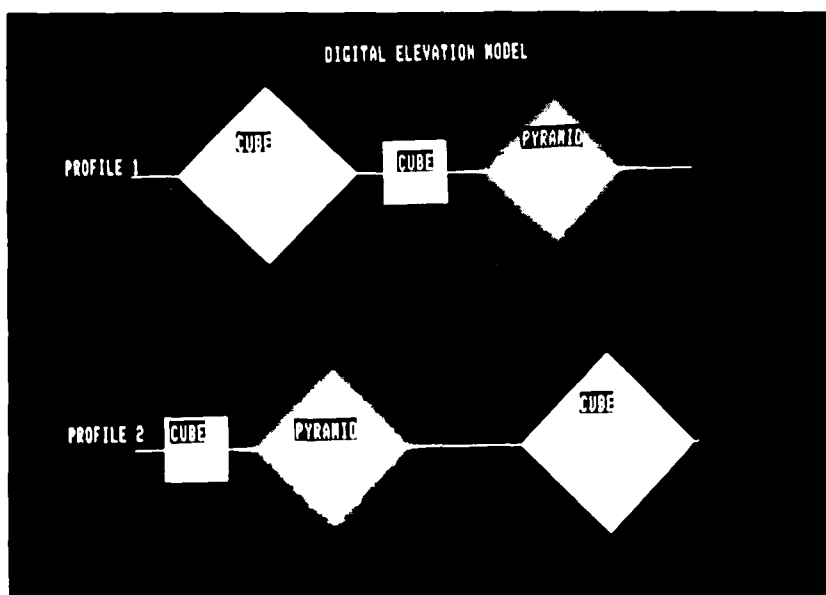 DIGITAL ELEVATION MODEL
CUBE
CUBE
PYRAMID
PROFILE 1
CUBE
PROFILE 2
CUBE
PYRAMID